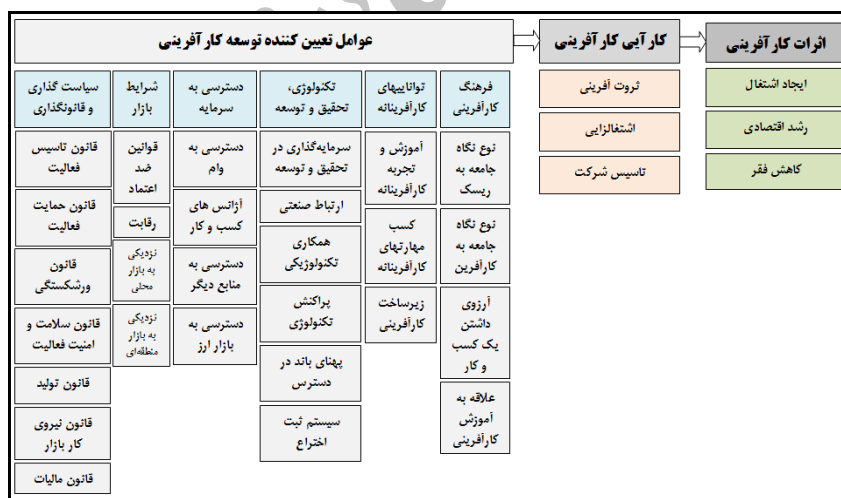 عوامل تعیین کننده توسعه کارآفرینی
کارآیی کارآفرینی
اثرات کارآفرینی
سیاست گذاری
و قانونگذاری
قانون تاسیس
فعالیت
قانون حمایت
فعالیت
قانون
ورشکستگی
قانون سلامت و
امنیت فعالیت
قانون تولید
قانون نیروی
کار بازار
قانون مالیات
شرایط
بازار
قوانین
ضد
اعتماد
رقابت
نزدیکی
به بازار
محلی
نزدیکی
به بازار
منطقه‌ای
دسترسی به
سرمایه
دسترسی به
وام
آژانس های
کسب و کار
دسترسی به
منابع دیگر
دسترسی به
بازار ارز
تکنولوژی،
تحقیق و توسعه
سرمایه‌گذاری در
تحقیق و توسعه
ارتباط صنعتی
همکاری
تکنولوژیکی
پراکنش
تکنولوژی
پهنای باند در
دسترس
سیستم ثبت
اختراع
تواناییهای
کارآفرینانه
آموزش و
تجربه
کارآفرینانه
کسب
مهارتهای
کارآفرینانه
زیرساخت
کارآفرینی
فرهنگ
کارآفرینی
نوع نگاه
جامعه به
ریسک
نوع نگاه
جامعه به
کارآفرین
آرزوی
داشتن
یک کسب
و کار
علاقه به
آموزش
کارآفرینی
ثروت آفرینی
اشتغالزایی
تاسیس شرکت
ایجاد اشتغال
رشد اقتصادی
کاهش فقر